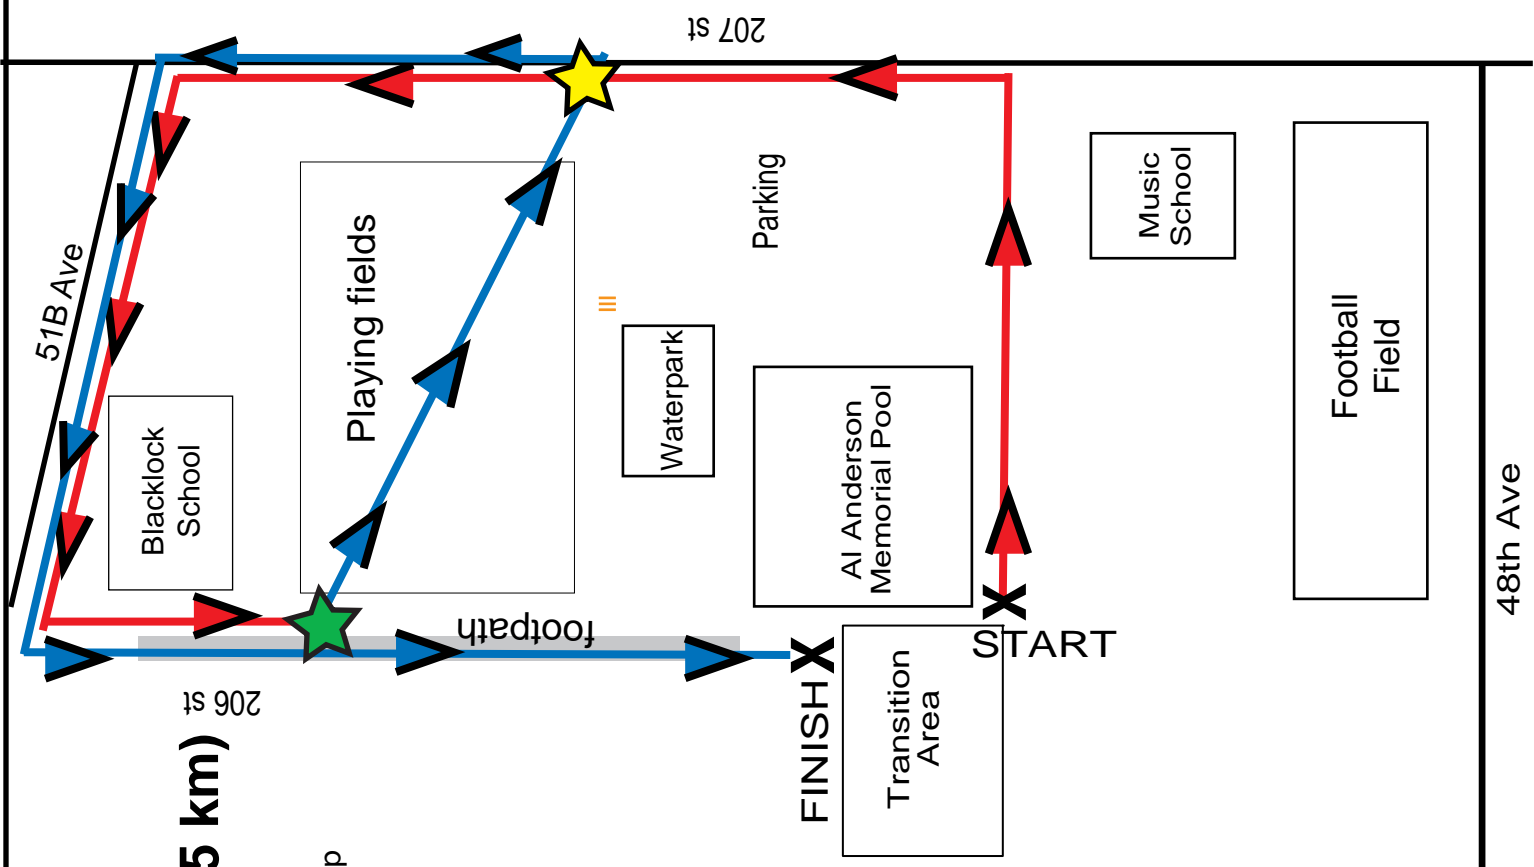 207 st
51B Ave
Playing fields
Parking
Music
School
Football
Field
Waterpark
Blacklock
School
Al Anderson
Memorial Pool
48th Ave
footpath
START
FINISH
Transition
Area
206 st
5 km)
p